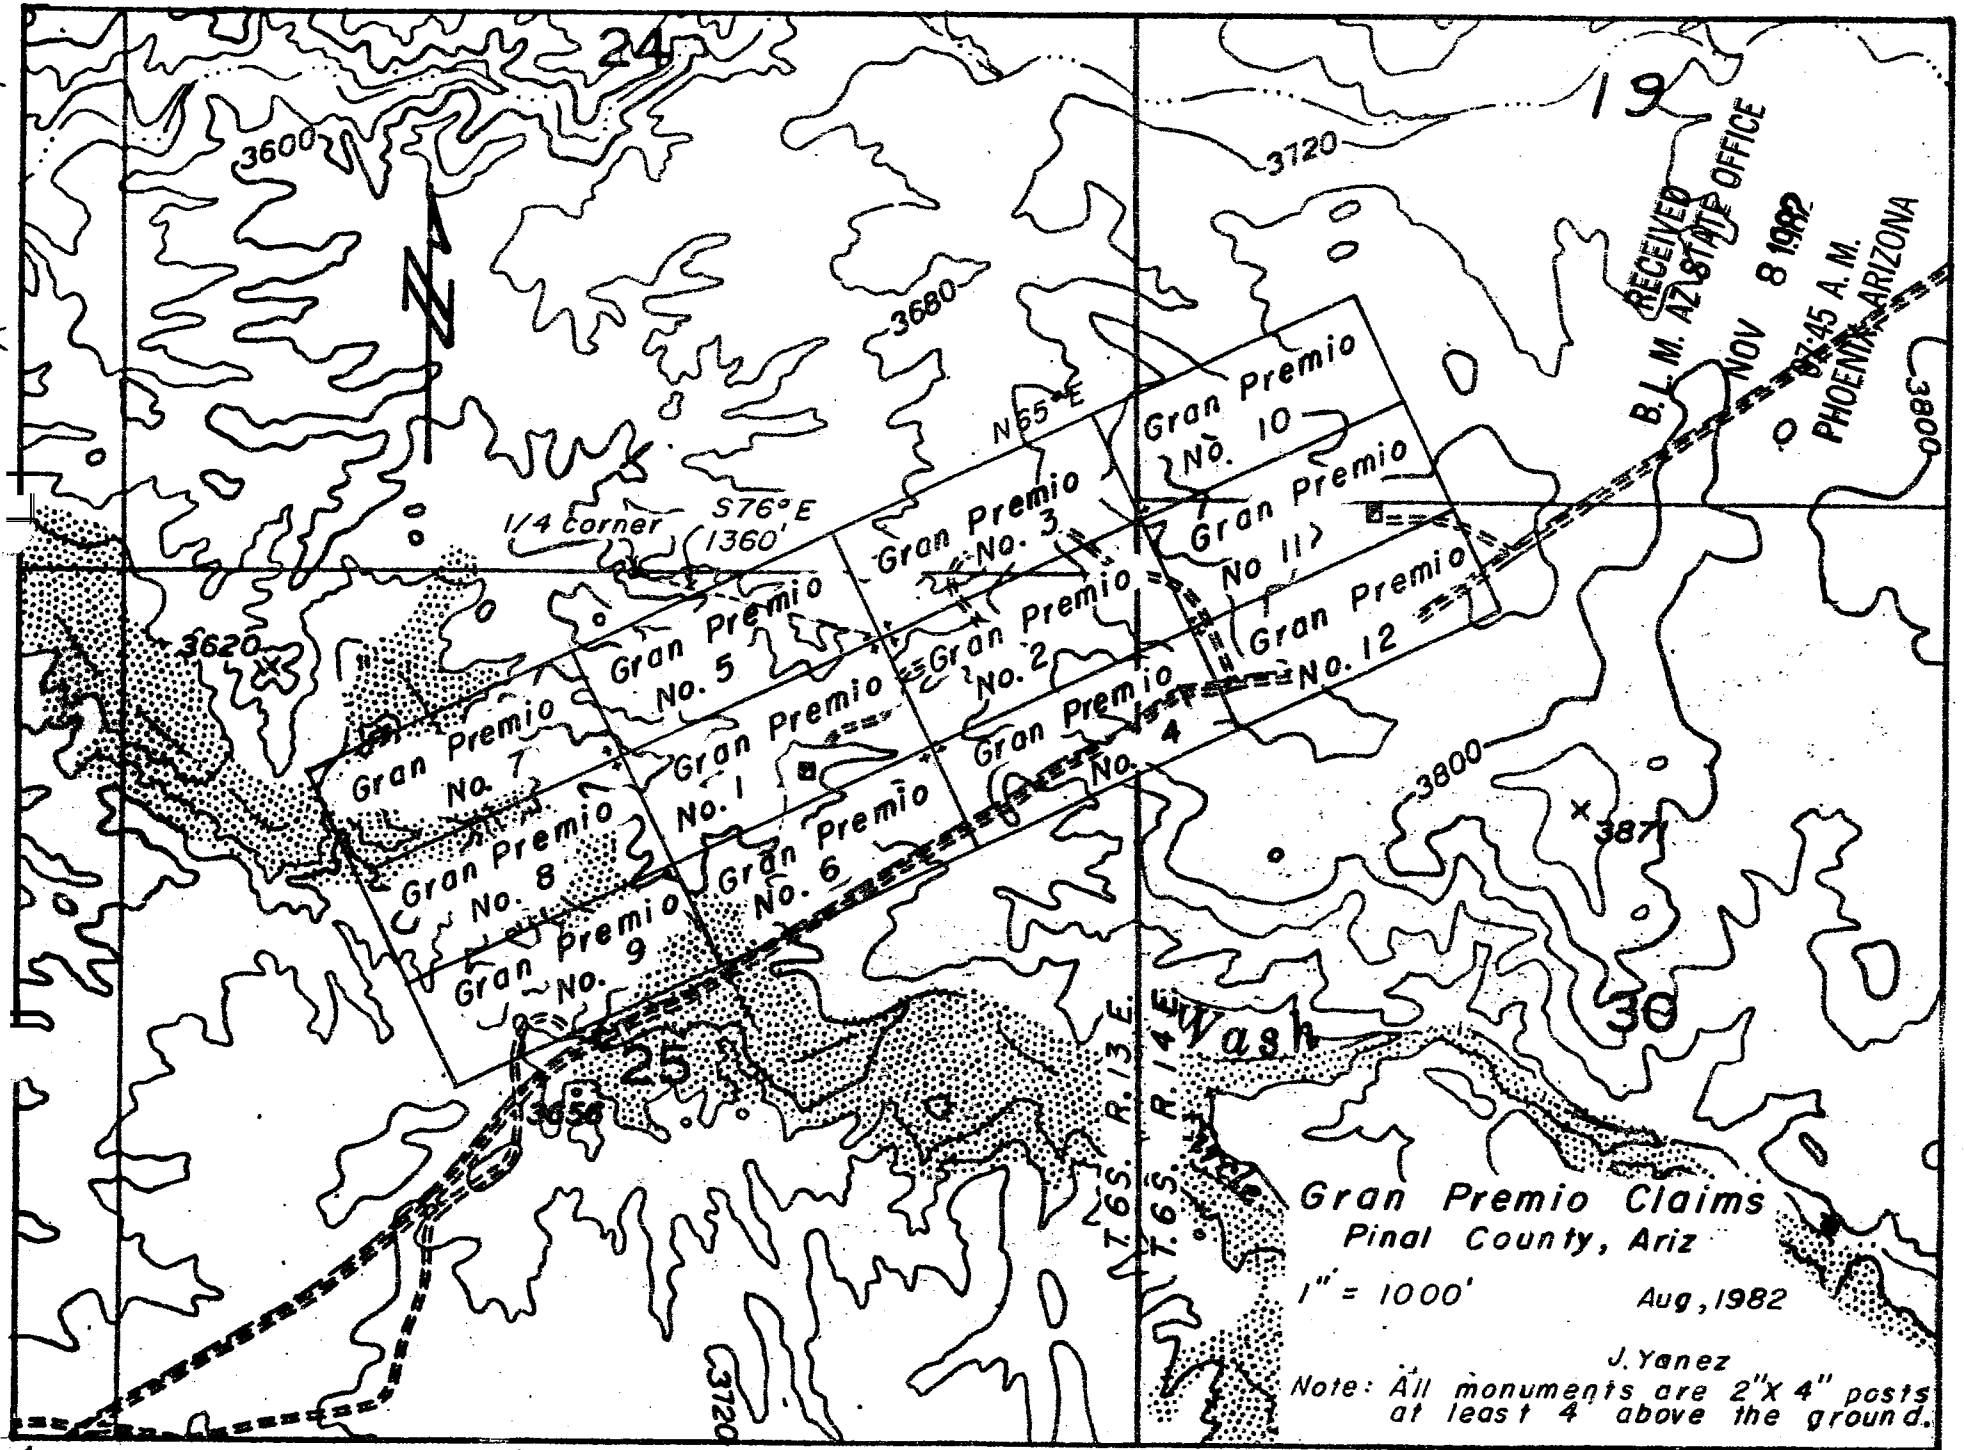 24
19
3600
3720
RECEIVED
B. L. M. AZ STATE OFFICE
NOV 8 1982
07:45 A. M.
PHOENIX, ARIZONA
N
3680
3800
N 65° E
Gran Premio
No. 10
Gran Premio
No. 3
Gran Premio
No 11
1/4 corner
S76° E
1360'
Gran Premio
No. 5
Gran Premio
No. 2
Gran Premio
No. 12
3620
Gran Premio
No. 7
Gran Premio
No. 1
Gran Premio
No. 4
3800
3871
Gran Premio
No. 8
Gran Premio
No. 6
Gran Premio
No. 9
25
30
3656
Wash
T. 6 S. R. 13 E.
T. 6 S. R. 14 E.
3720
Gran Premio Claims
Pinal County, Ariz
1" = 1000'
Aug, 1982
J. Yanez
Note: All monuments are 2"X 4" posts
at least 4' above the ground.